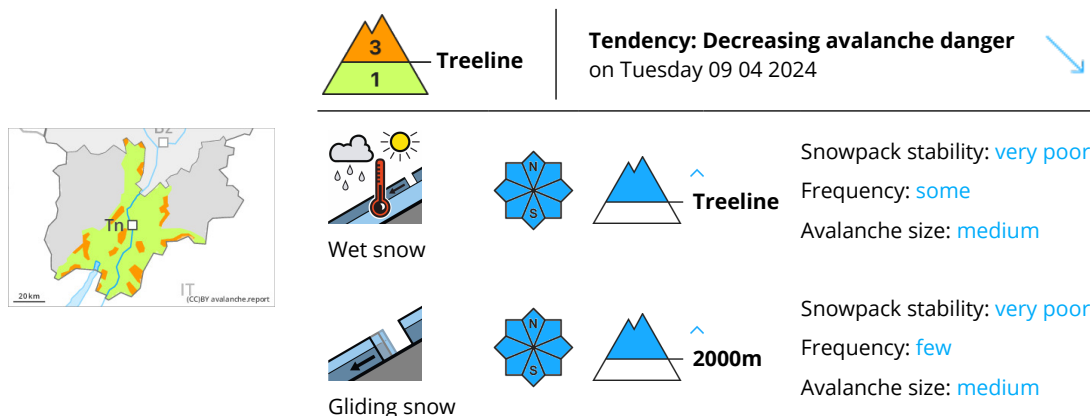 3
1
Treeline
Tendency: Decreasing avalanche danger
on Tuesday 09 04 2024
BZ
Tn
20 km
IT
(CC)BY avalanche.report
Wet snow
N
S
Treeline
Snowpack stability: very poor
Frequency: some
Avalanche size: medium
Gliding snow
N
S
2000m
Snowpack stability: very poor
Frequency: few
Avalanche size: medium